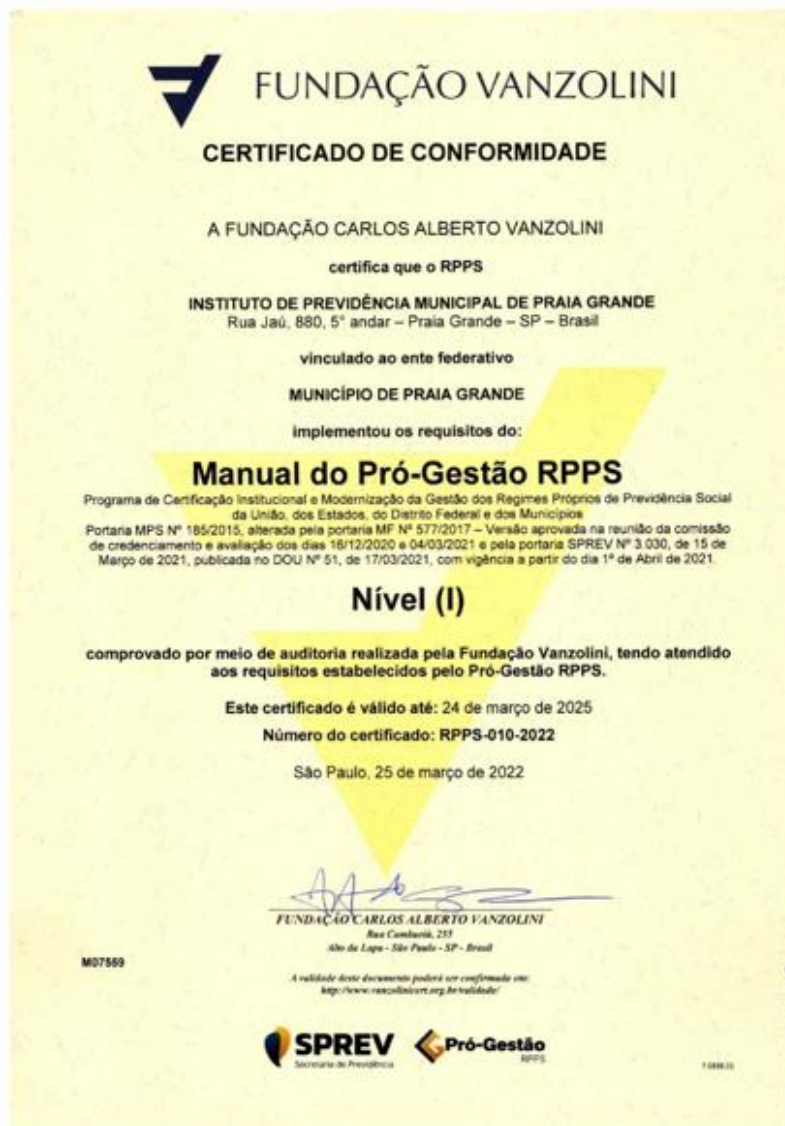 FUNDAÇÃO VANZOLINI
CERTIFICADO DE CONFORMIDADE
A FUNDAÇÃO CARLOS ALBERTO VANZOLINI
certifica que o RPPS
INSTITUTO DE PREVIDÊNCIA MUNICIPAL DE PRAIA GRANDE
Rua Jaú, 880, 5° andar – Praia Grande – SP – Brasil
vinculado ao ente federativo
MUNICÍPIO DE PRAIA GRANDE
implementou os requisitos do:
Manual do Pró-Gestão RPPS
Programa de Certificação Institucional e Modernização da Gestão dos Regimes Próprios de Previdência Social
da União, dos Estados, do Distrito Federal e dos Municípios
Portaria MPS Nº 185/2015, alterada pela portaria MF Nº 577/2017 – Versão aprovada na reunião da comissão
de credenciamento e avaliação dos dias 16/12/2020 e 04/03/2021 e pela portaria SPREV Nº 3.030, de 15 de
Março de 2021, publicada no DOU Nº 51, de 17/03/2021, com vigência a partir do dia 1º de Abril de 2021.
Nível (I)
comprovado por meio de auditoria realizada pela Fundação Vanzolini, tendo atendido
aos requisitos estabelecidos pelo Pró-Gestão RPPS.
Este certificado é válido até: 24 de março de 2025
Número do certificado: RPPS-010-2022
São Paulo, 25 de março de 2022
FUNDAÇÃO CARLOS ALBERTO VANZOLINI
Rua Camburiú, 255
Alto da Lapa - São Paulo - SP - Brasil
M07559
A validade deste documento poderá ser confirmada em:
http://www.vanzolinicert.org.br/validade/
SPREV
Secretaria de Previdência
Pró-Gestão
RPPS